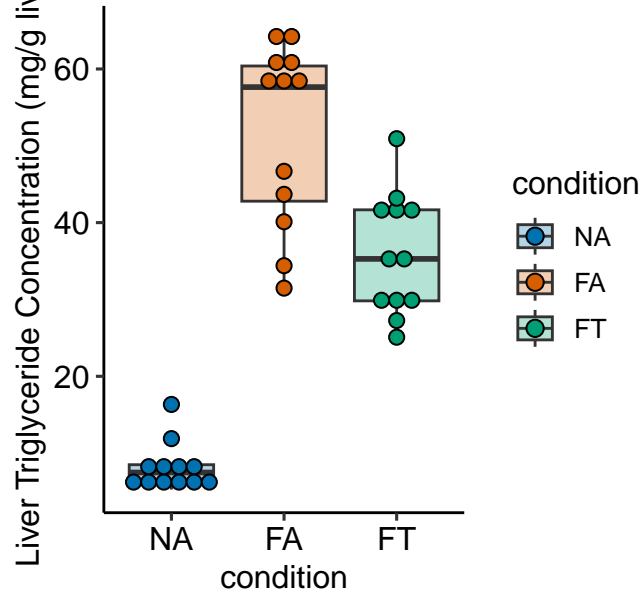 Liver Triglyceride Concentration (mg/g
60
40
20
NA
FA
FT
condition
condition
NA
FA
FT